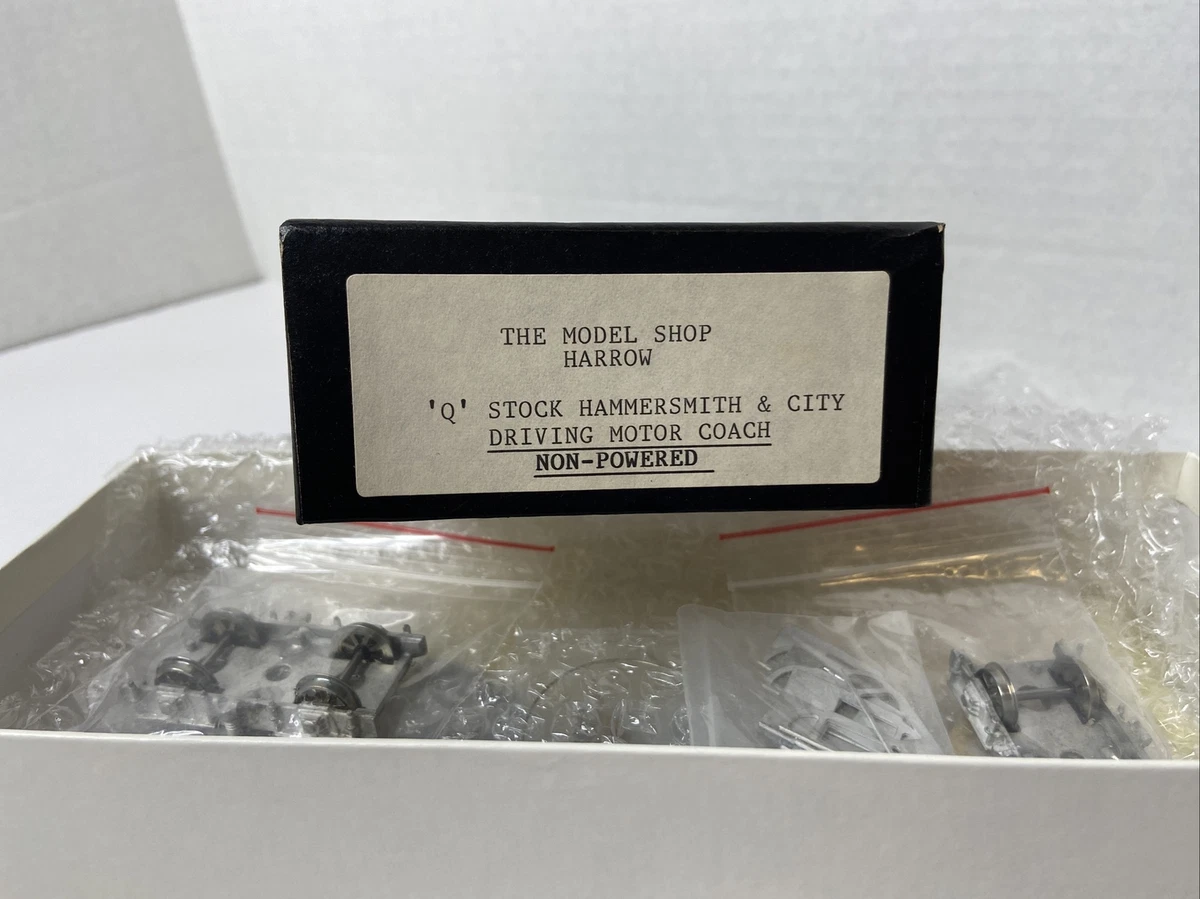 THE MODEL SHOP
HARROW
'Q' STOCK HAMMERSMITH & CITY
DRIVING MOTOR COACH
NON-POWERED